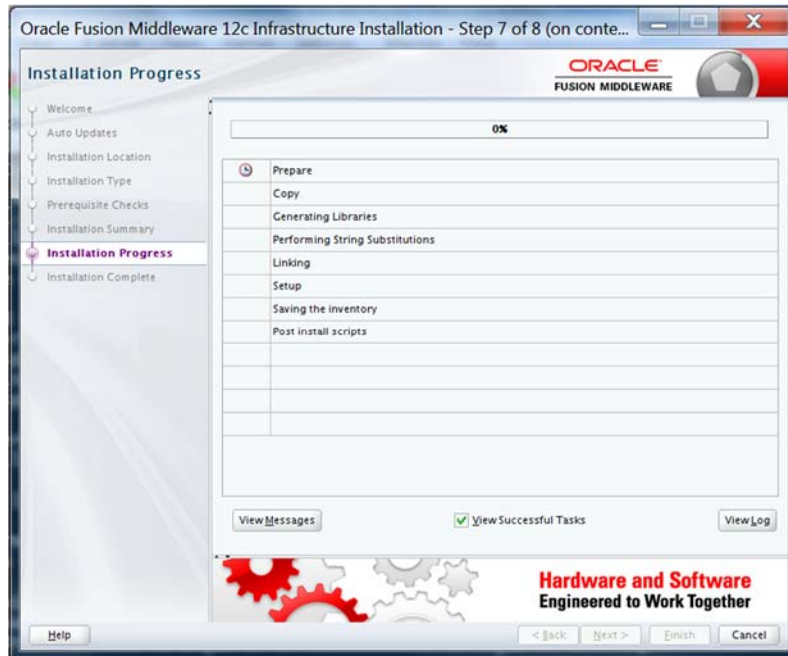 Oracle Fusion Middleware 12c Infrastructure Installation - Step 7 of 8 (on conte...
Installation Progress
ORACLE
FUSION MIDDLEWARE
Welcome
Auto Updates
Installation Location
Installation Type
Prerequisite Checks
Installation Summary
Installation Progress
Installation Complete
0%
Prepare
Copy
Generating Libraries
Performing String Substitutions
Linking
Setup
Saving the inventory
Post install scripts
View Messages
View Successful Tasks
View Log
Hardware and Software
Engineered to Work Together
Help
< Back
Next >
Finish
Cancel